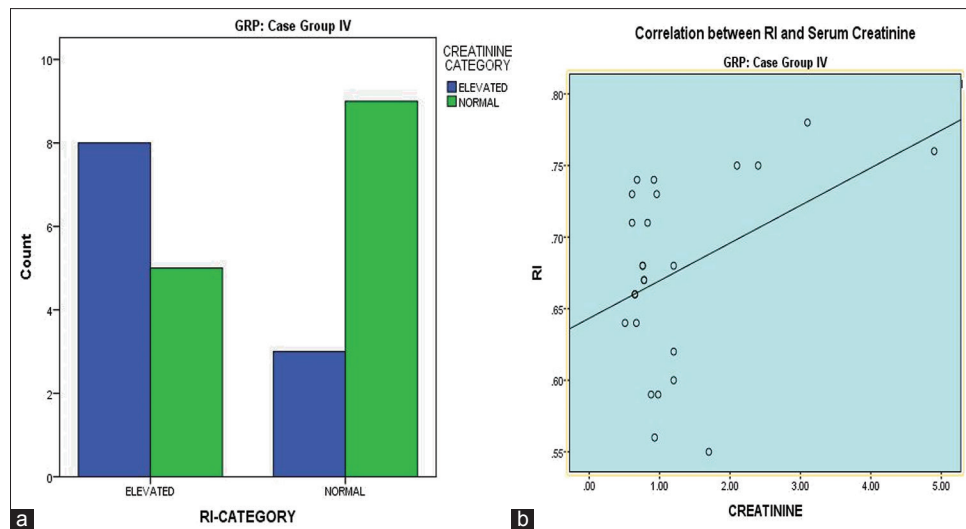 GRP: Case Group IV
CREATININE
CATEGORY
ELEVATED
NORMAL
Count
10
8
6
4
2
0
ELEVATED
NORMAL
RI-CATEGORY
a
Correlation between RI and Serum Creatinine
GRP: Case Group IV
RI
.80
.75
.70
.65
.60
.55
.00
1.00
2.00
3.00
4.00
5.00
CREATININE
b